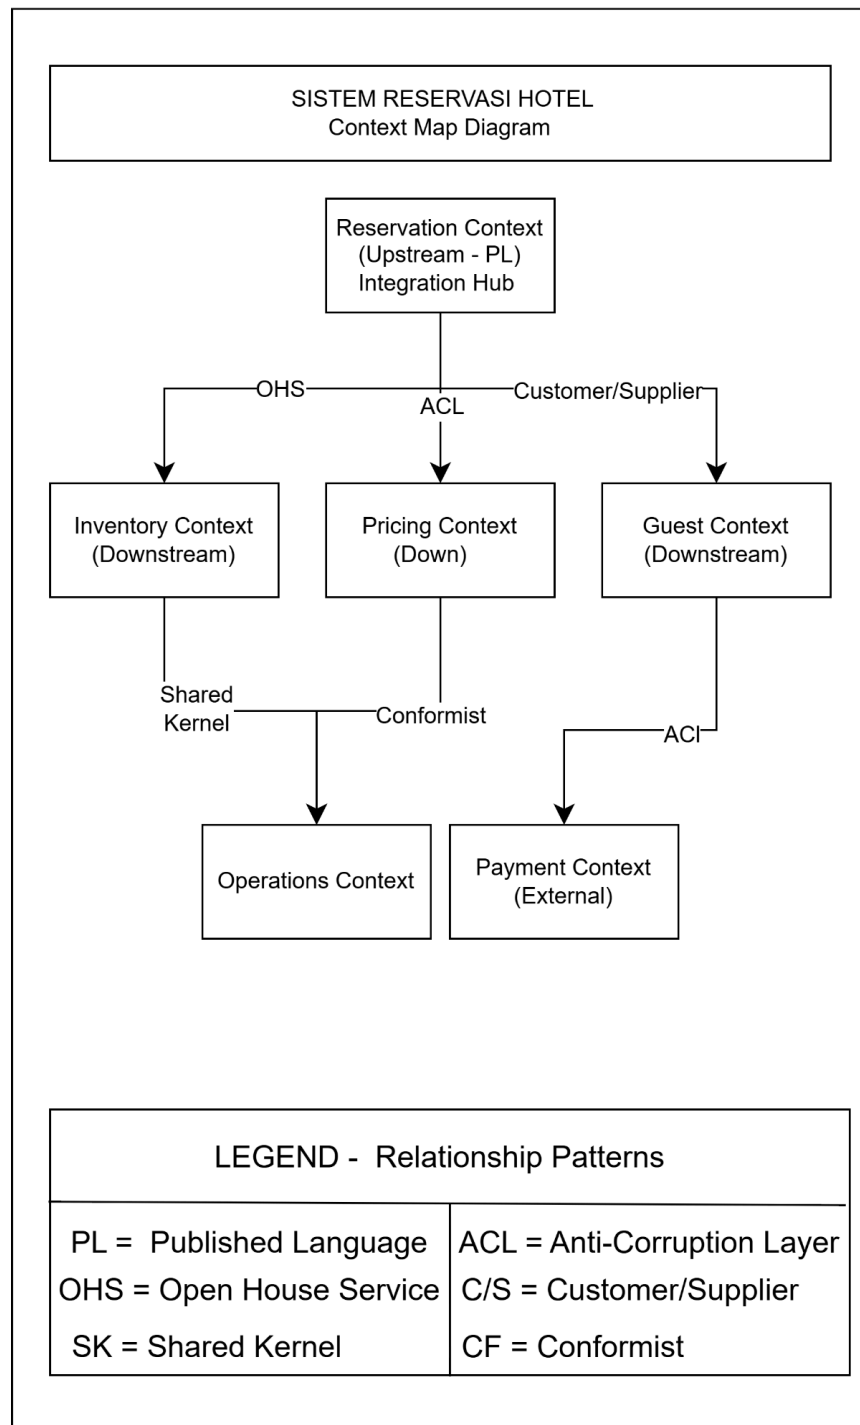 SISTEM RESERVASI HOTEL
Context Map Diagram
Reservation Context
(Upstream - PL)
Integration Hub
OHS
ACL
Customer/Supplier
Inventory Context
(Downstream)
Pricing Context
(Down)
Guest Context
(Downstream)
Shared
Kernel
Conformist
ACl
Operations Context
Payment Context
(External)
LEGEND - Relationship Patterns
PL = Published Language
ACL = Anti-Corruption Layer
OHS = Open House Service
C/S = Customer/Supplier
SK = Shared Kernel
CF = Conformist